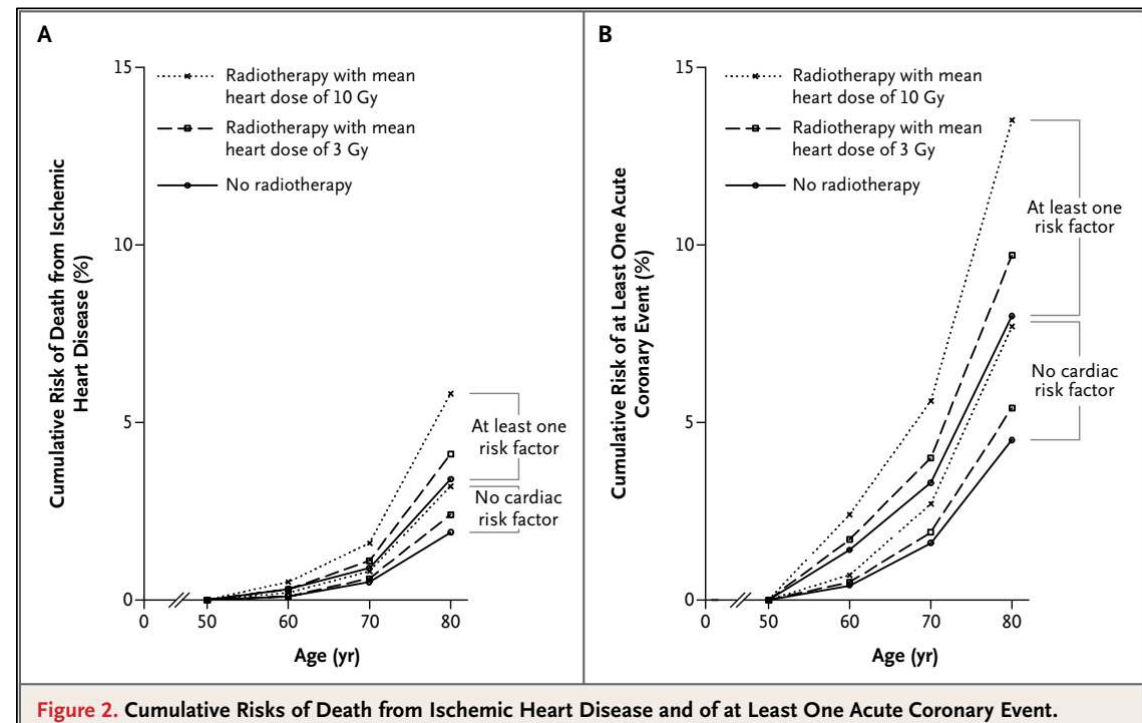 A
15
10
5
0
Cumulative Risk of Death from Ischemic
Heart Disease (%)
Radiotherapy with mean
heart dose of 10 Gy
Radiotherapy with mean
heart dose of 3 Gy
No radiotherapy
At least one
risk factor
No cardiac
risk factor
0
50
60
70
80
Age (yr)
B
15
10
5
0
Cumulative Risk of at Least One Acute
Coronary Event (%)
Radiotherapy with mean
heart dose of 10 Gy
Radiotherapy with mean
heart dose of 3 Gy
No radiotherapy
At least one
risk factor
No cardiac
risk factor
0
50
60
70
80
Age (yr)
Figure 2. Cumulative Risks of Death from Ischemic Heart Disease and of at Least One Acute Coronary Event.